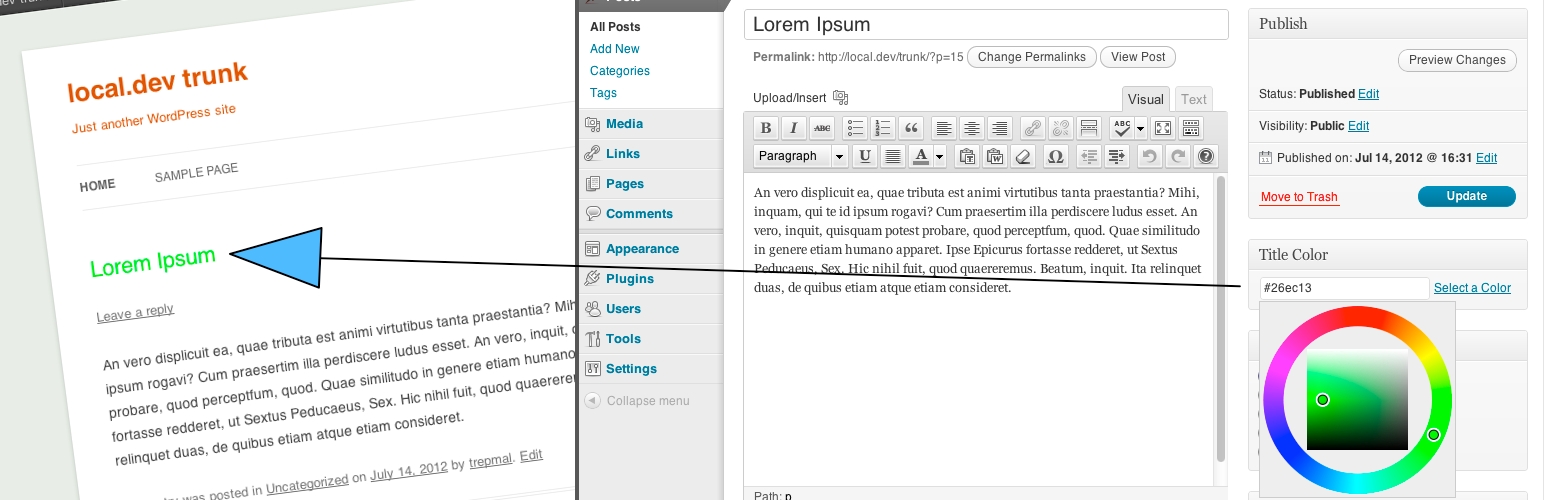 local.dev trunk
Just another WordPress site
HOME
SAMPLE PAGE
Lorem Ipsum
Leave a reply
An vero displicuit ea, quae tributa est animi virtutibus tanta praestantia? Mih
ipsum rogavi? Cum praesertim illa perdiscere ludus esset. An vero, inquit,
probare, quod perceptfum, quod. Quae similitudo in genere etiam humano
fortasse redderet, ut Sextus Peducaeus, Sex. Hic nihil fuit, quod quaererer
relinquet duas, de quibus etiam atque etiam consideret.
was posted in Uncategorized on July 14, 2012 by trepmal. Edit
All Posts
Add New
Categories
Tags
Media
Links
Pages
Comments
Appearance
Plugins
Users
Tools
Settings
Collapse menu
Lorem Ipsum
Permalink: http://local.dev/trunk/?p=15 Change Permalinks View Post
Upload/Insert
Visual
Text
B I ABC ABC
Paragraph U A
An vero displicuit ea, quae tributa est animi virtutibus tanta praestantia? Mihi,
inquam, qui te id ipsum rogavi? Cum praesertim illa perdiscere ludus esset. An
vero, inquit, quisquam potest probare, quod perceptfum, quod. Quae similitudo
in genere etiam humano apparet. Ipse Epicurus fortasse redderet, ut Sextus
Peducaeus, Sex. Hic nihil fuit, quod quaereremus. Beatum, inquit. Ita relinquet
duas, de quibus etiam atque etiam consideret.
Path: p
Publish
Preview Changes
Status: Published Edit
Visibility: Public Edit
Published on: Jul 14, 2012 @ 16:31 Edit
Move to Trash
Update
Title Color
#26ec13
Select a Color